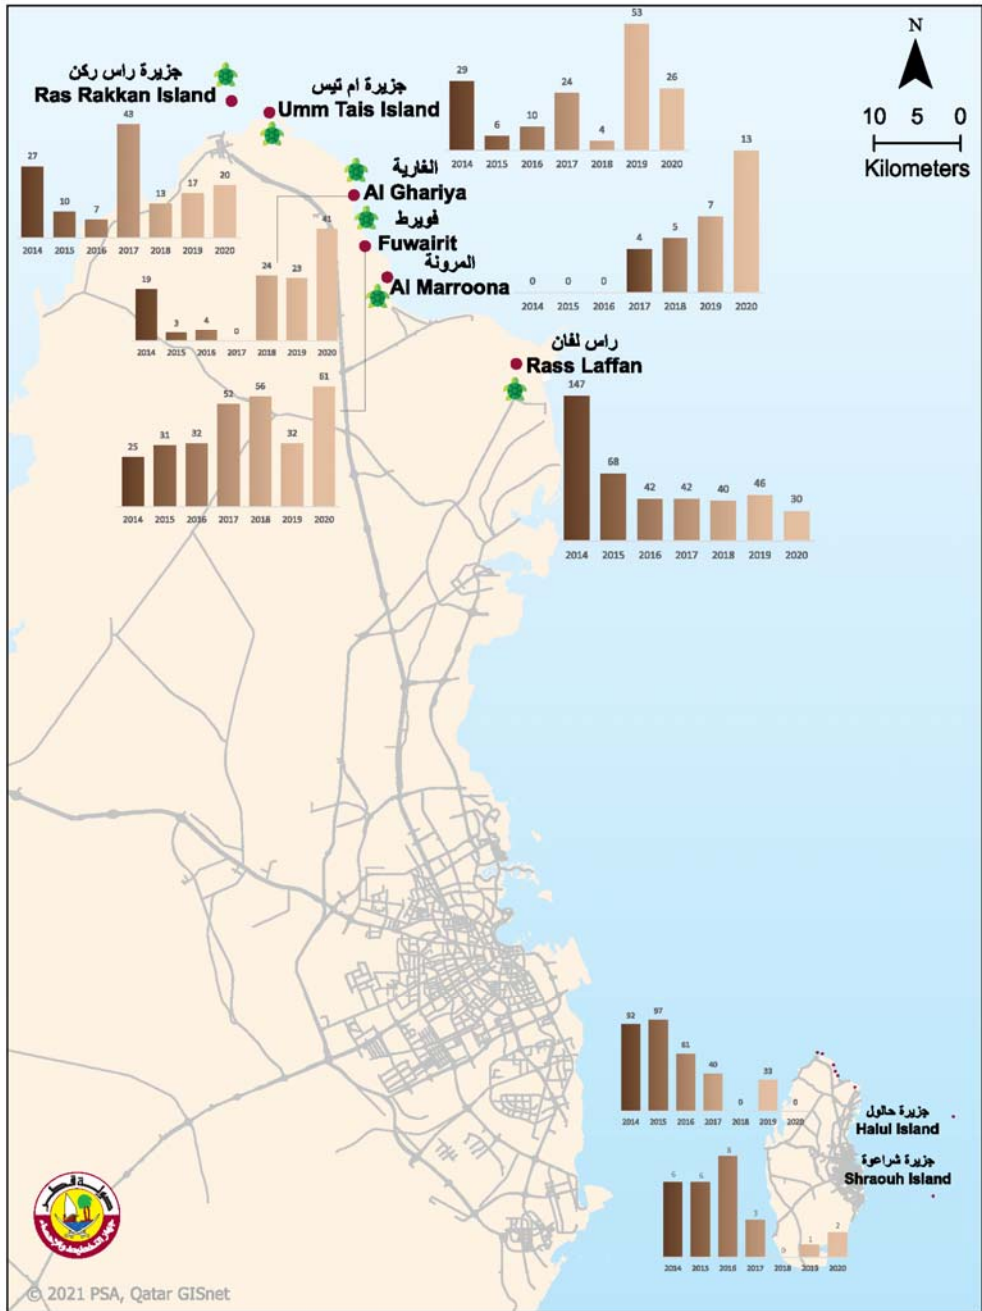 جزيرة راس ركن
Ras Rakkan Island
27 10 7 43 13 17 20
2014 2015 2016 2017 2018 2019 2020
جزيرة ام تيس
Umm Tais Island
29 6 10 24 4 53 26
2014 2015 2016 2017 2018 2019 2020
N
10 5 0
Kilometers
الغارية
Al Ghariya
19 3 4 0 24 23 41
2014 2015 2016 2017 2018 2019 2020
فويرط
Fuwairit
25 31 32 52 56 32 61
2014 2015 2016 2017 2018 2019 2020
المرونة
Al Marroona
0 0 0 4 5 7 13
2014 2015 2016 2017 2018 2019 2020
راس لفان
Rass Laffan
147 68 42 42 40 46 30
2014 2015 2016 2017 2018 2019 2020
92 97 61 40 0 33 0
2014 2015 2016 2017 2018 2019 2020
جزيرة حالول
Halul Island
جزيرة شراعوة
Shraouh Island
6 6 8 3 0 1 2
2014 2015 2016 2017 2018 2019 2020
دولة قطر
جهاز التخطيط والإحصاء
© 2021 PSA, Qatar GISnet